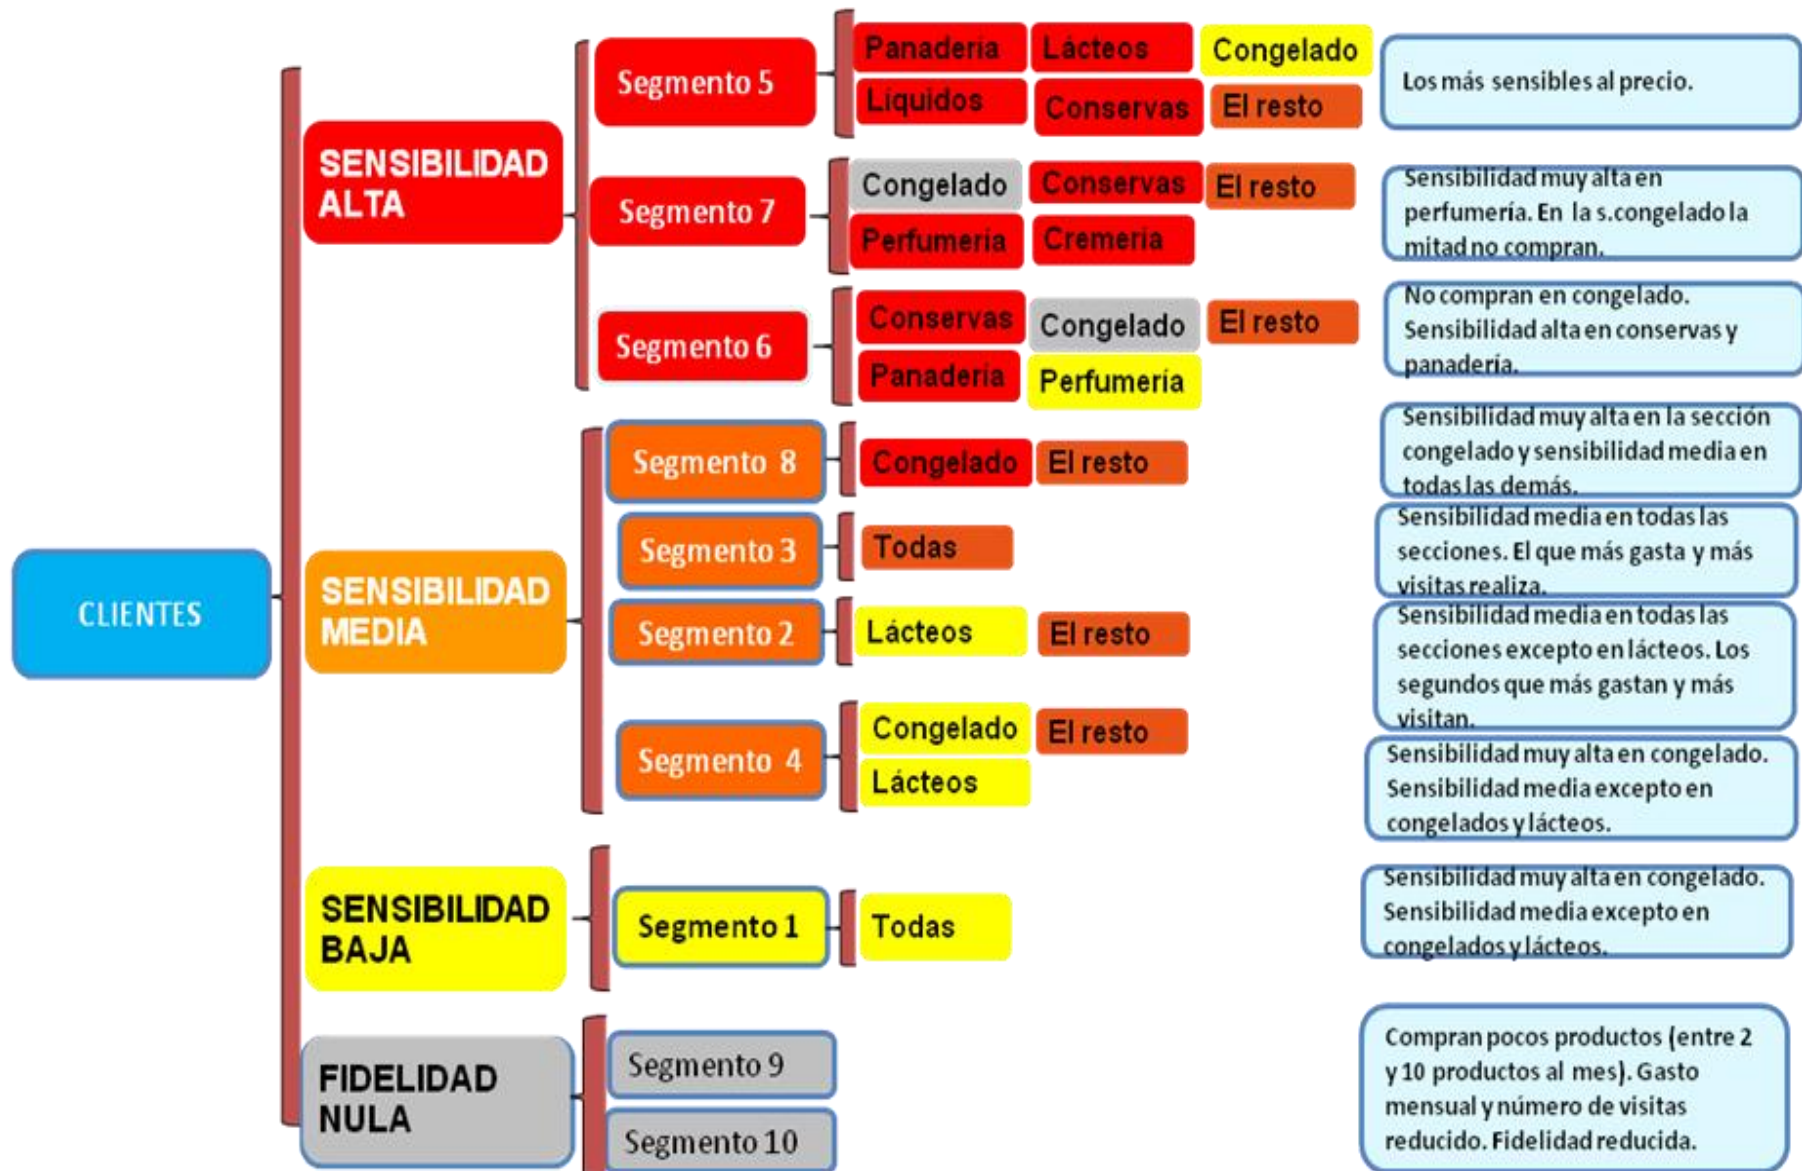 CLIENTES
SENSIBILIDAD
ALTA
Segmento 5
Panadería
Lácteos
Congelado
Líquidos
Conservas
El resto
Los más sensibles al precio.
Segmento 7
Congelado
Conservas
El resto
Perfumería
Cremería
Sensibilidad muy alta en
perfumería. En la s.congelado la
mitad no compran.
Segmento 6
Conservas
Congelado
El resto
Panadería
Perfumería
No compran en congelado.
Sensibilidad alta en conservas y
panadería.
SENSIBILIDAD
MEDIA
Segmento 8
Congelado
El resto
Sensibilidad muy alta en la sección
congelado y sensibilidad media en
todas las demás.
Segmento 3
Todas
Sensibilidad media en todas las
secciones. El que más gasta y más
visitas realiza.
Segmento 2
Lácteos
El resto
Sensibilidad media en todas las
secciones excepto en lácteos. Los
segundos que más gastan y más
visitan.
Segmento 4
Congelado
El resto
Lácteos
Sensibilidad muy alta en congelado.
Sensibilidad media excepto en
congelados y lácteos.
SENSIBILIDAD
BAJA
Segmento 1
Todas
Sensibilidad muy alta en congelado.
Sensibilidad media excepto en
congelados y lácteos.
FIDELIDAD
NULA
Segmento 9
Segmento 10
Compran pocos productos (entre 2
y 10 productos al mes). Gasto
mensual y número de visitas
reducido. Fidelidad reducida.